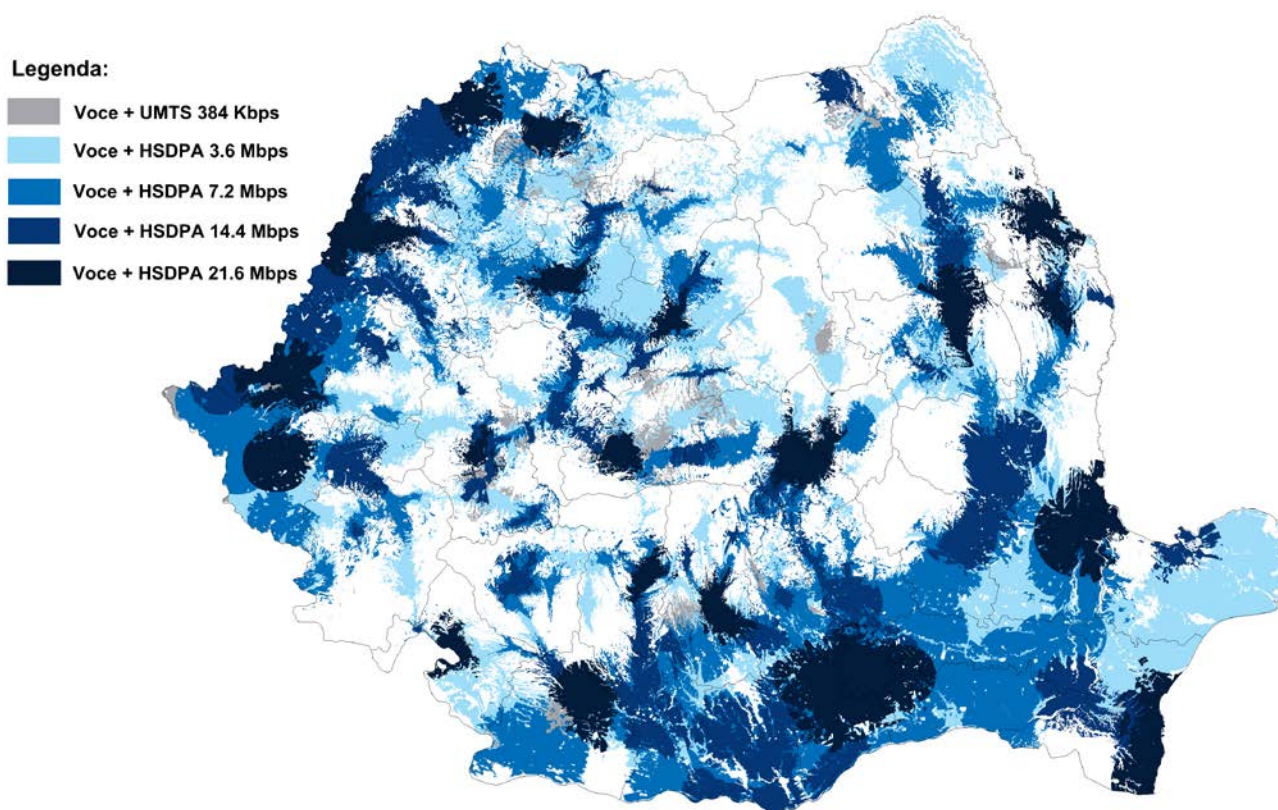 Legenda:
Voce + UMTS 384 Kbps
Voce + HSDPA 3.6 Mbps
Voce + HSDPA 7.2 Mbps
Voce + HSDPA 14.4 Mbps
Voce + HSDPA 21.6 Mbps